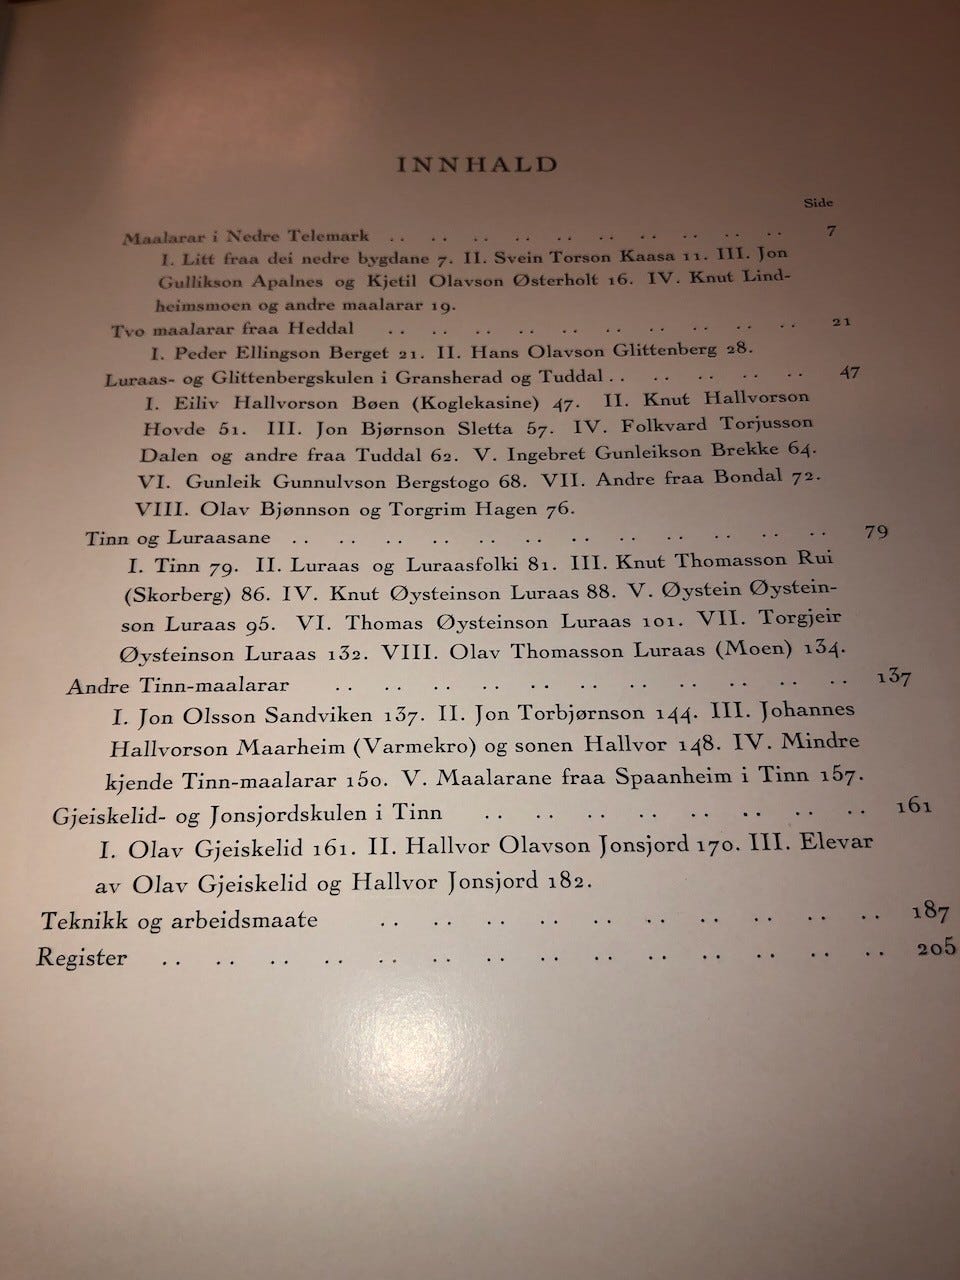 INNHALD
Side
Maalarar i Nedre Telemark .. .. .. .. .. .. .. .. .. .. 7
I. Litt fraa dei nedre bygdane 7. II. Svein Torson Kaasa 11. III. Jon
Gullikson Apalnes og Kjetil Olavson Østerholt 16. IV. Knut Lind-
heimsmoen og andre maalarar 19.
Tvo maalarar fraa Heddal .. .. .. .. .. .. .. .. .. .. 21
I. Peder Ellingson Berget 21. II. Hans Olavson Glittenberg 28.
Luraas- og Glittenbergskulen i Gransherad og Tuddal .. .. .. .. .. 47
I. Eiliv Hallvorson Bøen (Koglekasine) 47. II. Knut Hallvorson
Hovde 51. III. Jon Bjørnson Sletta 57. IV. Folkvard Torjusson
Dalen og andre fraa Tuddal 62. V. Ingebret Gunleikson Brekke 64.
VI. Gunleik Gunnulvson Bergstogo 68. VII. Andre fraa Bondal 72.
VIII. Olav Bjønnson og Torgrim Hagen 76.
Tinn og Luraasane .. .. .. .. .. .. .. .. .. .. .. .. 79
I. Tinn 79. II. Luraas og Luraasfolki 81. III. Knut Thomasson Rui
(Skorberg) 86. IV. Knut Øysteinson Luraas 88. V. Øystein Øystein-
son Luraas 95. VI. Thomas Øysteinson Luraas 101. VII. Torgjeir
Øysteinson Luraas 132. VIII. Olav Thomasson Luraas (Moen) 134.
Andre Tinn-maalarar .. .. .. .. .. .. .. .. .. .. .. 137
I. Jon Olsson Sandviken 137. II. Jon Torbjørnson 144. III. Johannes
Hallvorson Maarheim (Varmekro) og sonen Hallvor 148. IV. Mindre
kjende Tinn-maalarar 150. V. Maalarane fraa Spaanheim i Tinn 157.
Gjeiskelid- og Jonsjordskulen i Tinn .. .. .. .. .. .. .. .. 161
I. Olav Gjeiskelid 161. II. Hallvor Olavson Jonsjord 170. III. Elevar
av Olav Gjeiskelid og Hallvor Jonsjord 182.
Teknikk og arbeidsmaate .. .. .. .. .. .. .. .. .. .. 187
Register .. .. .. .. .. .. .. .. .. .. .. .. .. .. 205